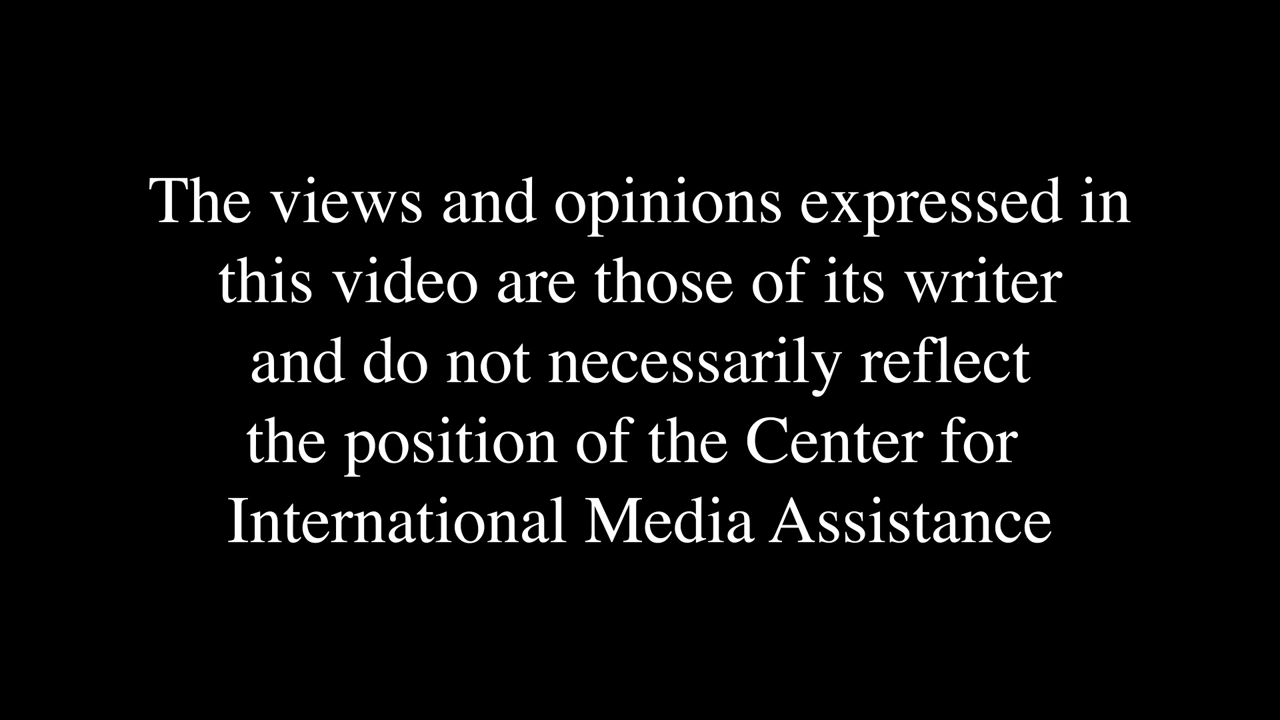 The views and opinions expressed in
this video are those of its writer
and do not necessarily reflect
the position of the Center for
International Media Assistance